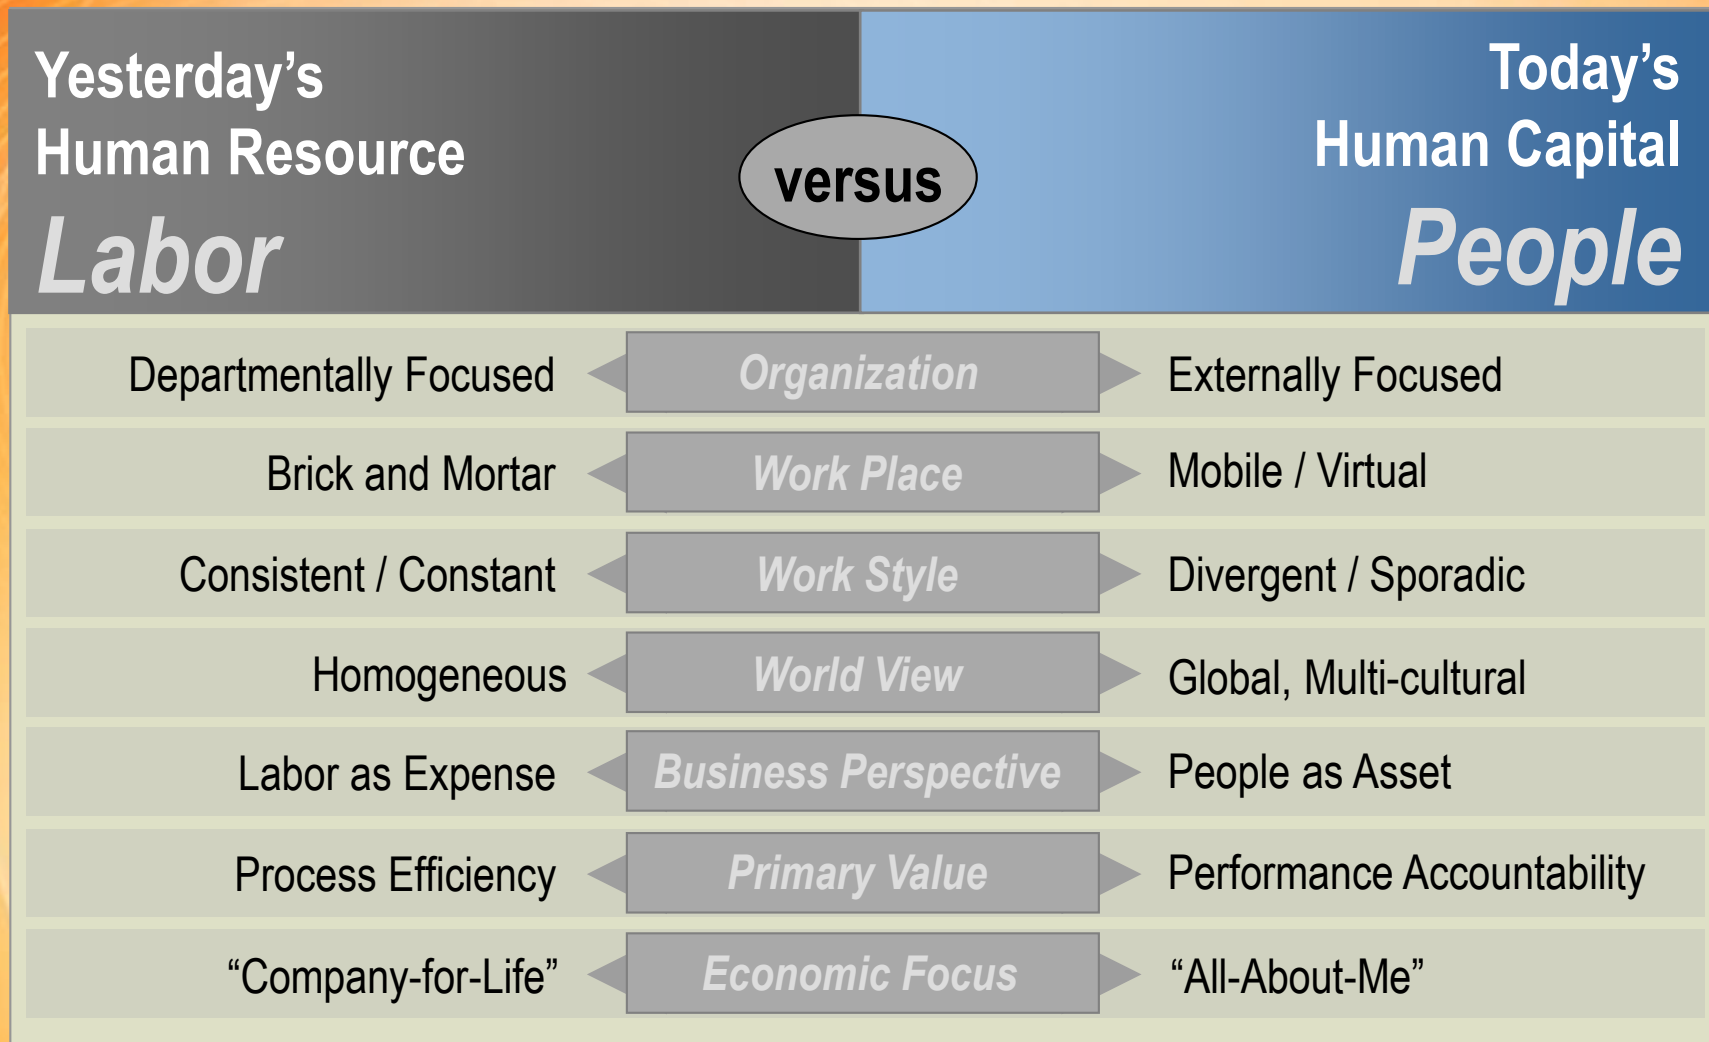 Yesterday’s
Human Resource
Labor
versus
Today’s
Human Capital
People
Departmentally Focused
Organization
Externally Focused
Brick and Mortar
Work Place
Mobile / Virtual
Consistent / Constant
Work Style
Divergent / Sporadic
Homogeneous
World View
Global, Multi-cultural
Labor as Expense
Business Perspective
People as Asset
Process Efficiency
Primary Value
Performance Accountability
“Company-for-Life”
Economic Focus
“All-About-Me”